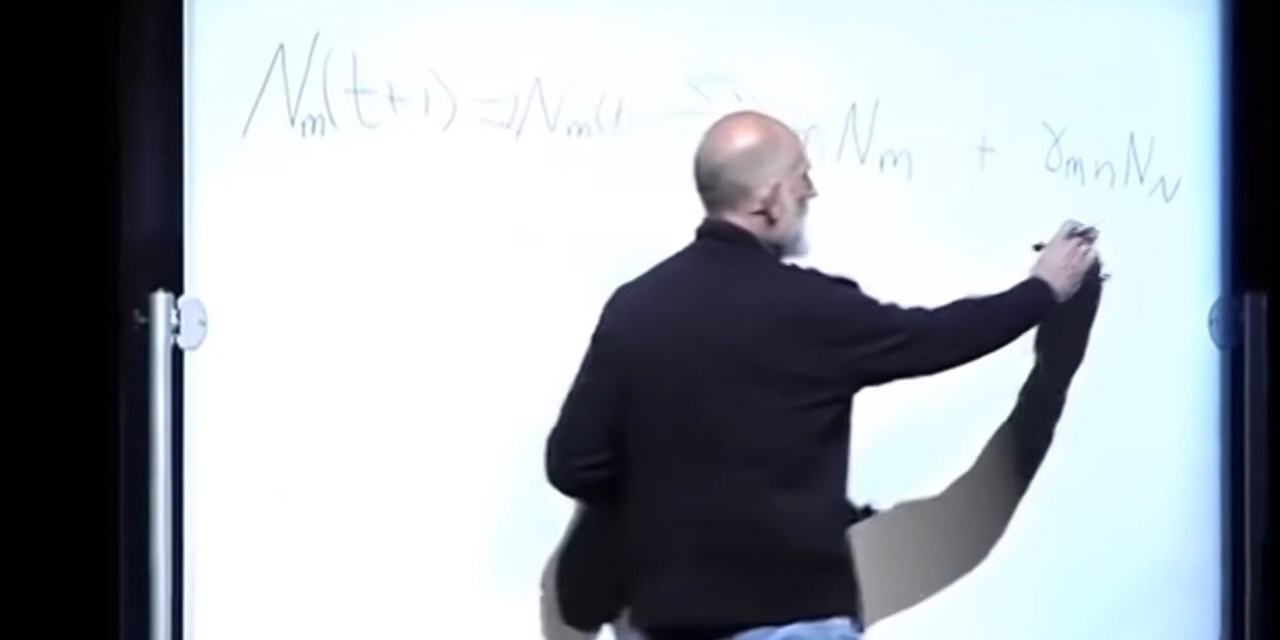 Nm(t+1) = Nm(t Σ Nm + γmn NN